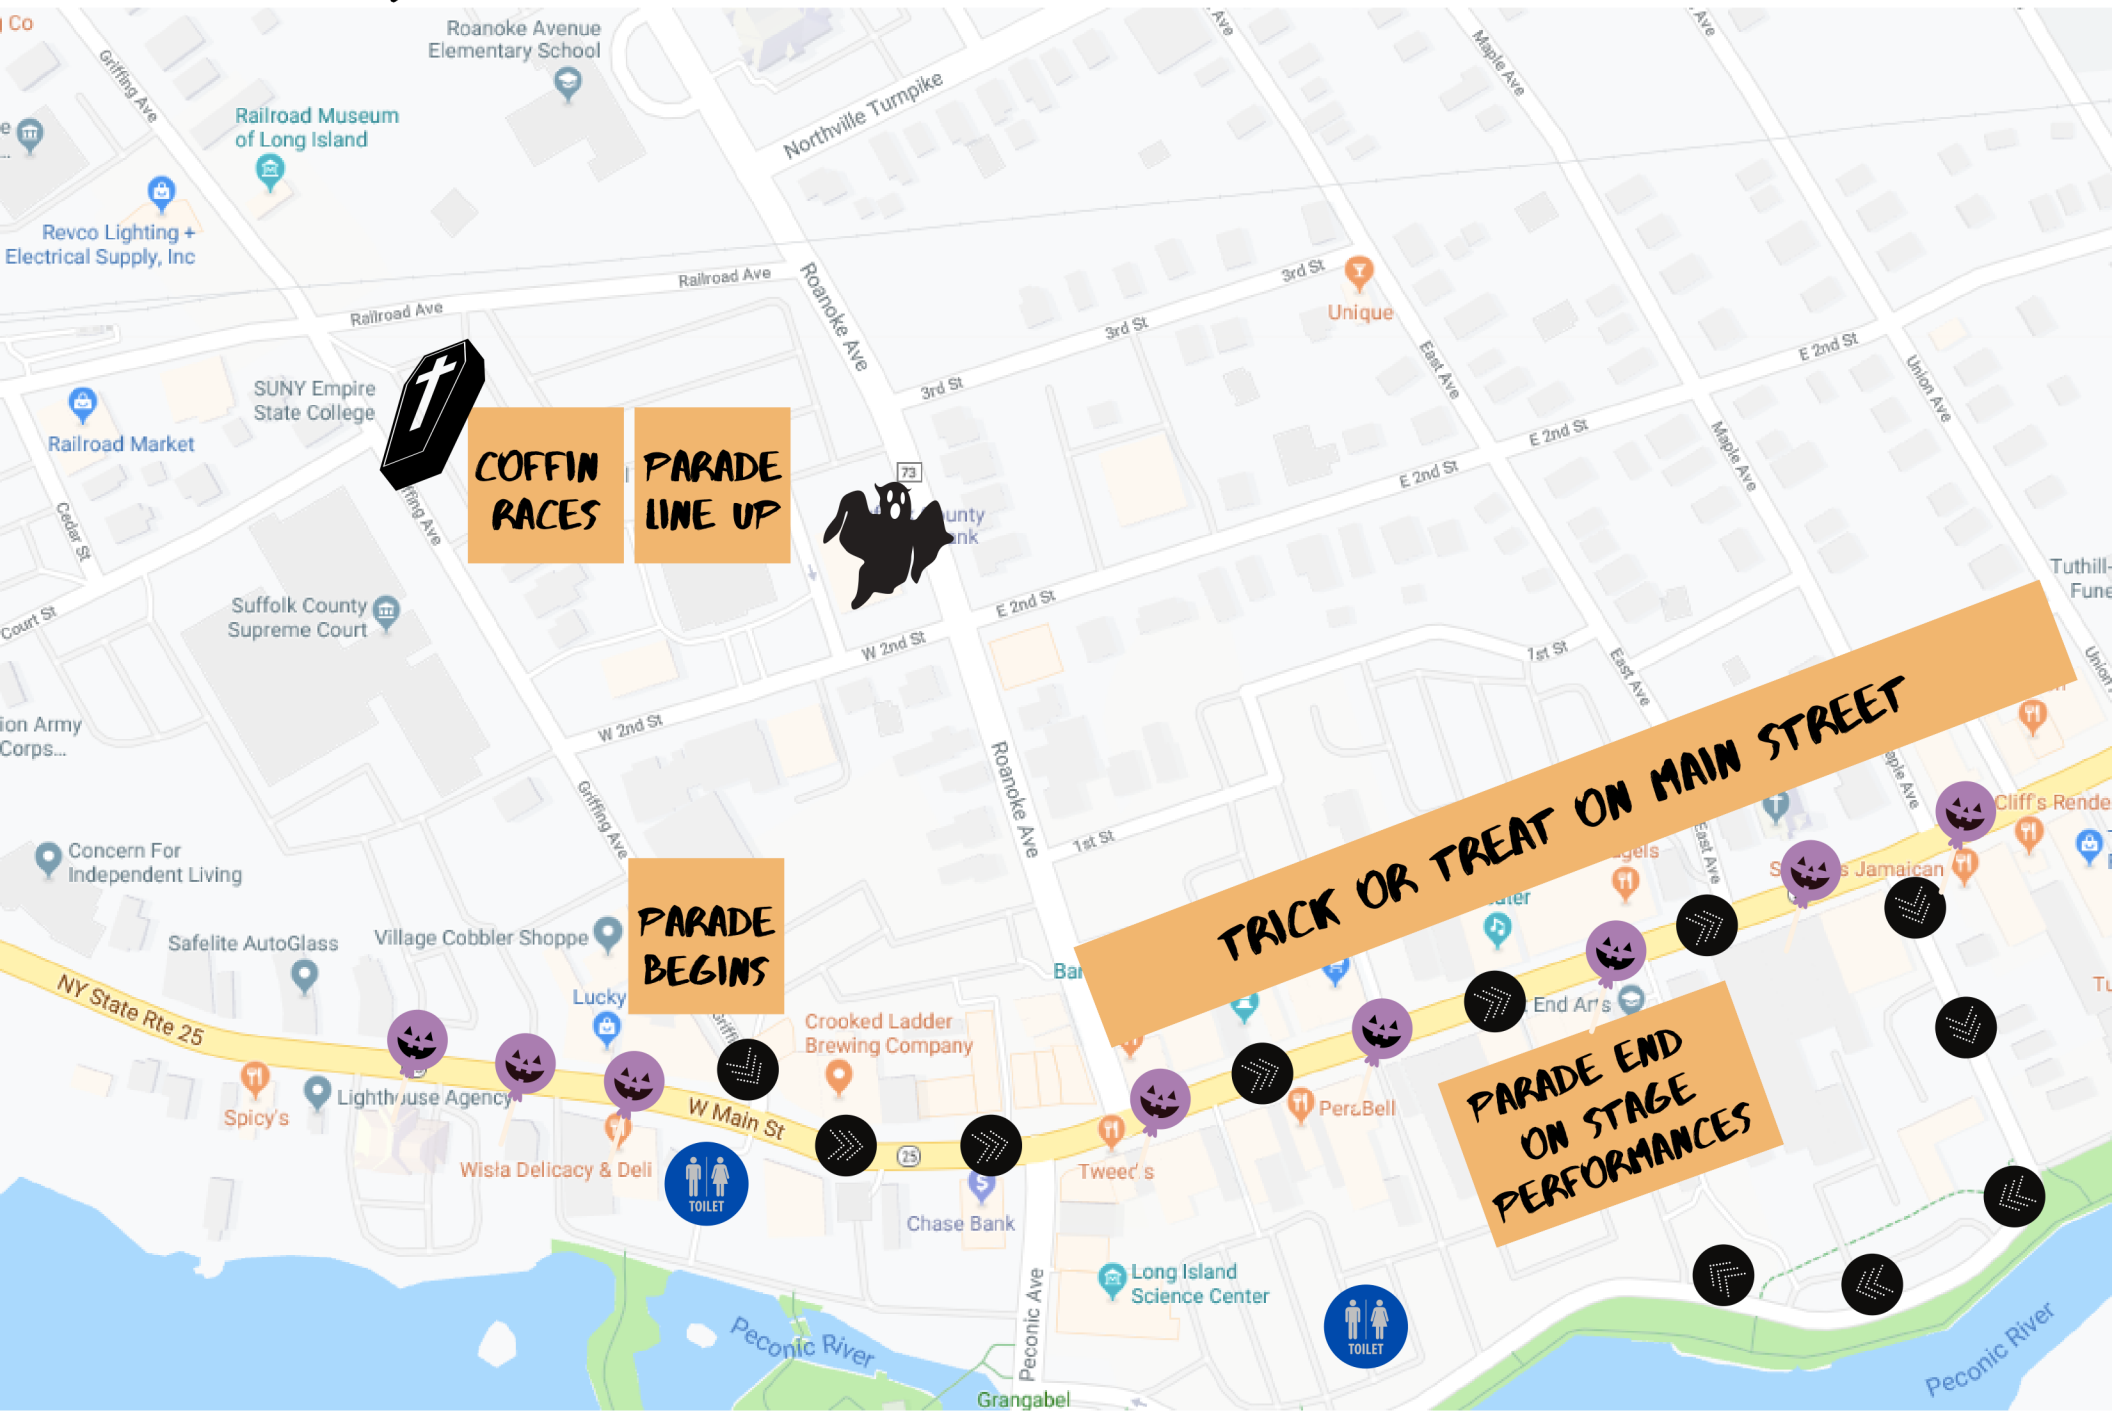 Co
Griffing Ave
Roanoke Avenue
Elementary School
Railroad Museum
of Long Island
Northville Turnpike
Ave
Maple Ave
Ave
Revco Lighting +
Electrical Supply, Inc
Railroad Ave
Railroad Ave
Roanoke Ave
3rd St
3rd St
3rd St
Unique
East Ave
E 2nd St
Union Ave
SUNY Empire
State College
Railroad Market
COFFIN
RACES
PARADE
LINE UP
73
E 2nd St
E 2nd St
Maple Ave
Cedar St
Court St
Suffolk County
Supreme Court
E 2nd St
W 2nd St
W 2nd St
1st St
East Ave
Griffing Ave
Roanoke Ave
1st St
TRICK OR TREAT ON MAIN STREET
East Ave
Concern For
Independent Living
Safelite AutoGlass
Village Cobbler Shoppe
PARADE
BEGINS
Lucky
Crooked Ladder
Brewing Company
NY State Rte 25
Spicy's
Lighthouse Agency
W Main St
Wisła Delicacy & Deli
TOILET
25
Chase Bank
Tweed's
PeraBell
End Arts
Jamaican
PARADE END
ON STAGE
PERFORMANCES
Long Island
Science Center
TOILET
Peconic Ave
Peconic River
Peconic River
Grangabel